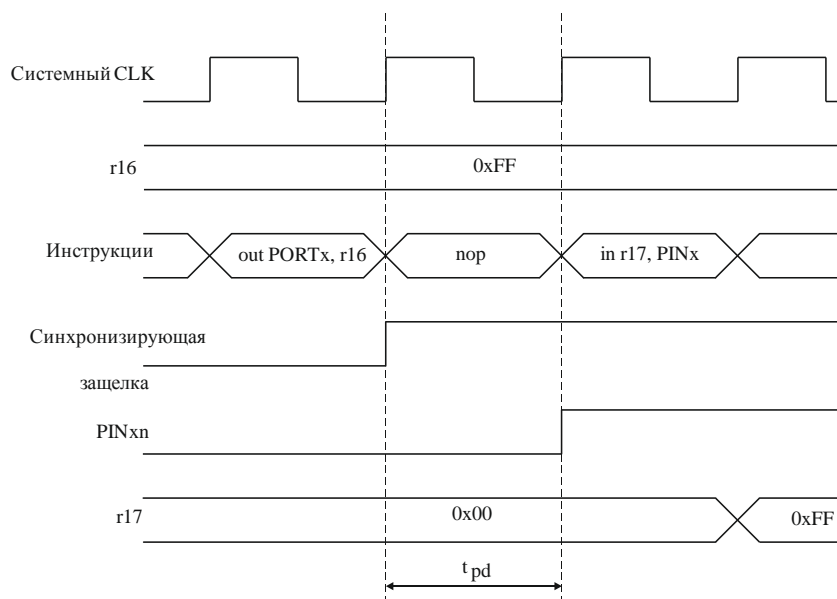 Системный CLK
r16
0xFF
Инструкции
out PORTx, r16
nop
in r17, PINx
Синхронизирующая
защелка
PINxn
r17
0x00
0xFF
t pd